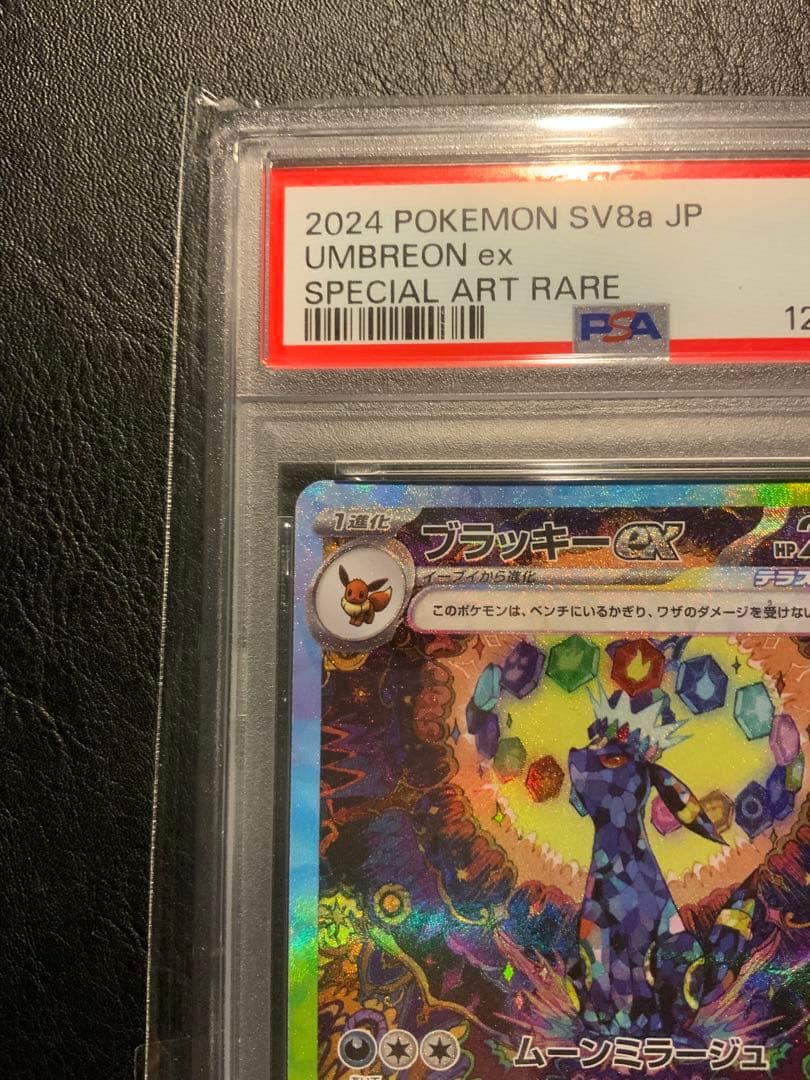 2024 POKEMON SV8a JP
UMBREON ex
SPECIAL ART RARE
PSA
12
1進化
ブラッキーex
HP2
イーブイから進化
テラス
このポケモンは、ベンチにいるかぎり、ワザのダメージを受けない
ムーンミラージュ